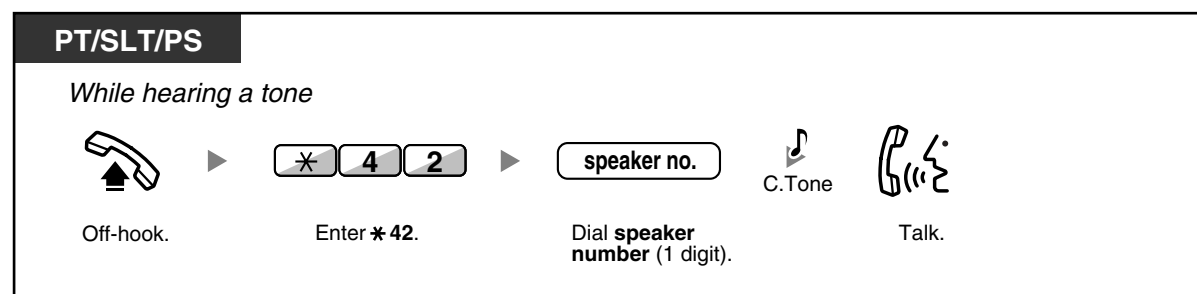 PT/SLT/PS
While hearing a tone
* 4 2
speaker no.
C.Tone
Off-hook.
Enter * 42.
Dial speaker
number (1 digit).
Talk.